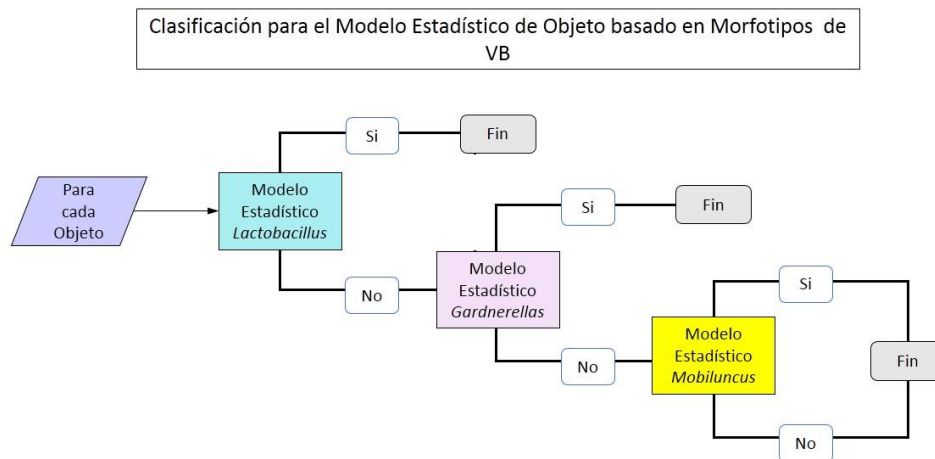 Clasificación para el Modelo Estadístico de Objeto basado en Morfotipos de
VB
Si
Fin
Para
cada
Objeto
Modelo
Estadístico
Lactobacillus
Si
Fin
No
Modelo
Estadístico
Gardnerellas
Si
No
Modelo
Estadístico
Mobiluncus
Fin
No